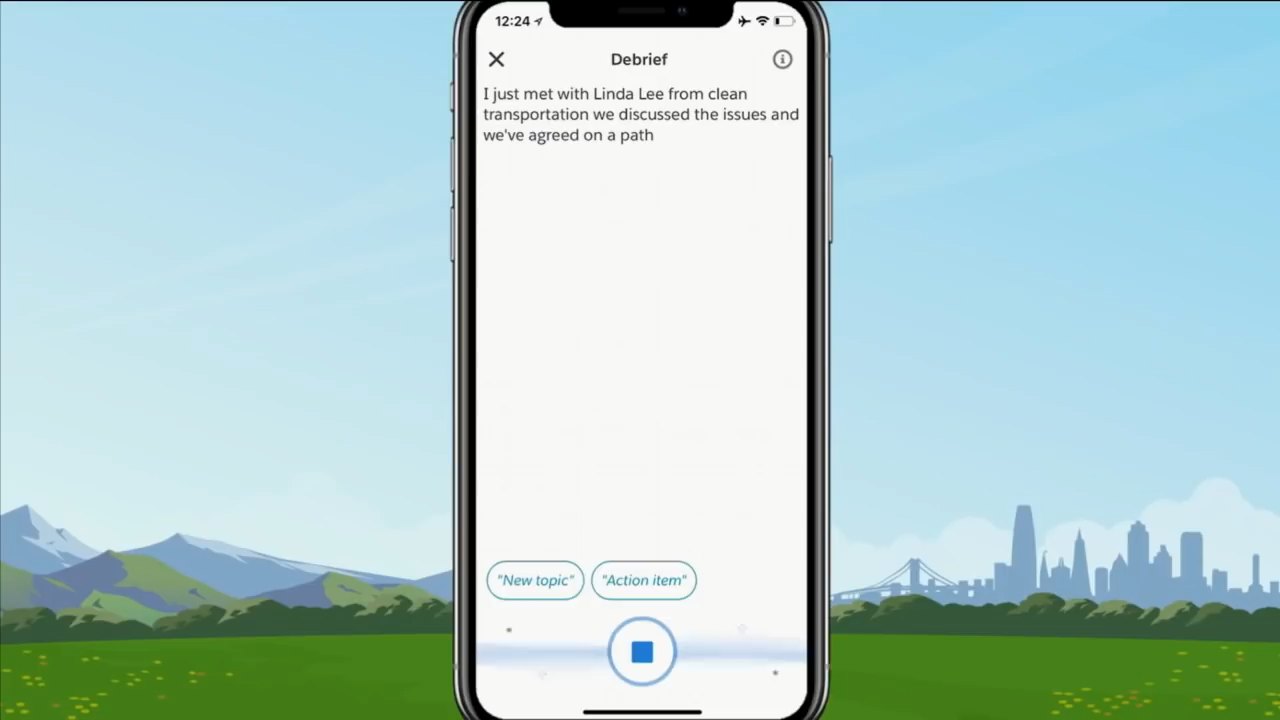 12:24
Debrief
I just met with Linda Lee from clean
transportation we discussed the issues and
we've agreed on a path
"New topic" "Action item"